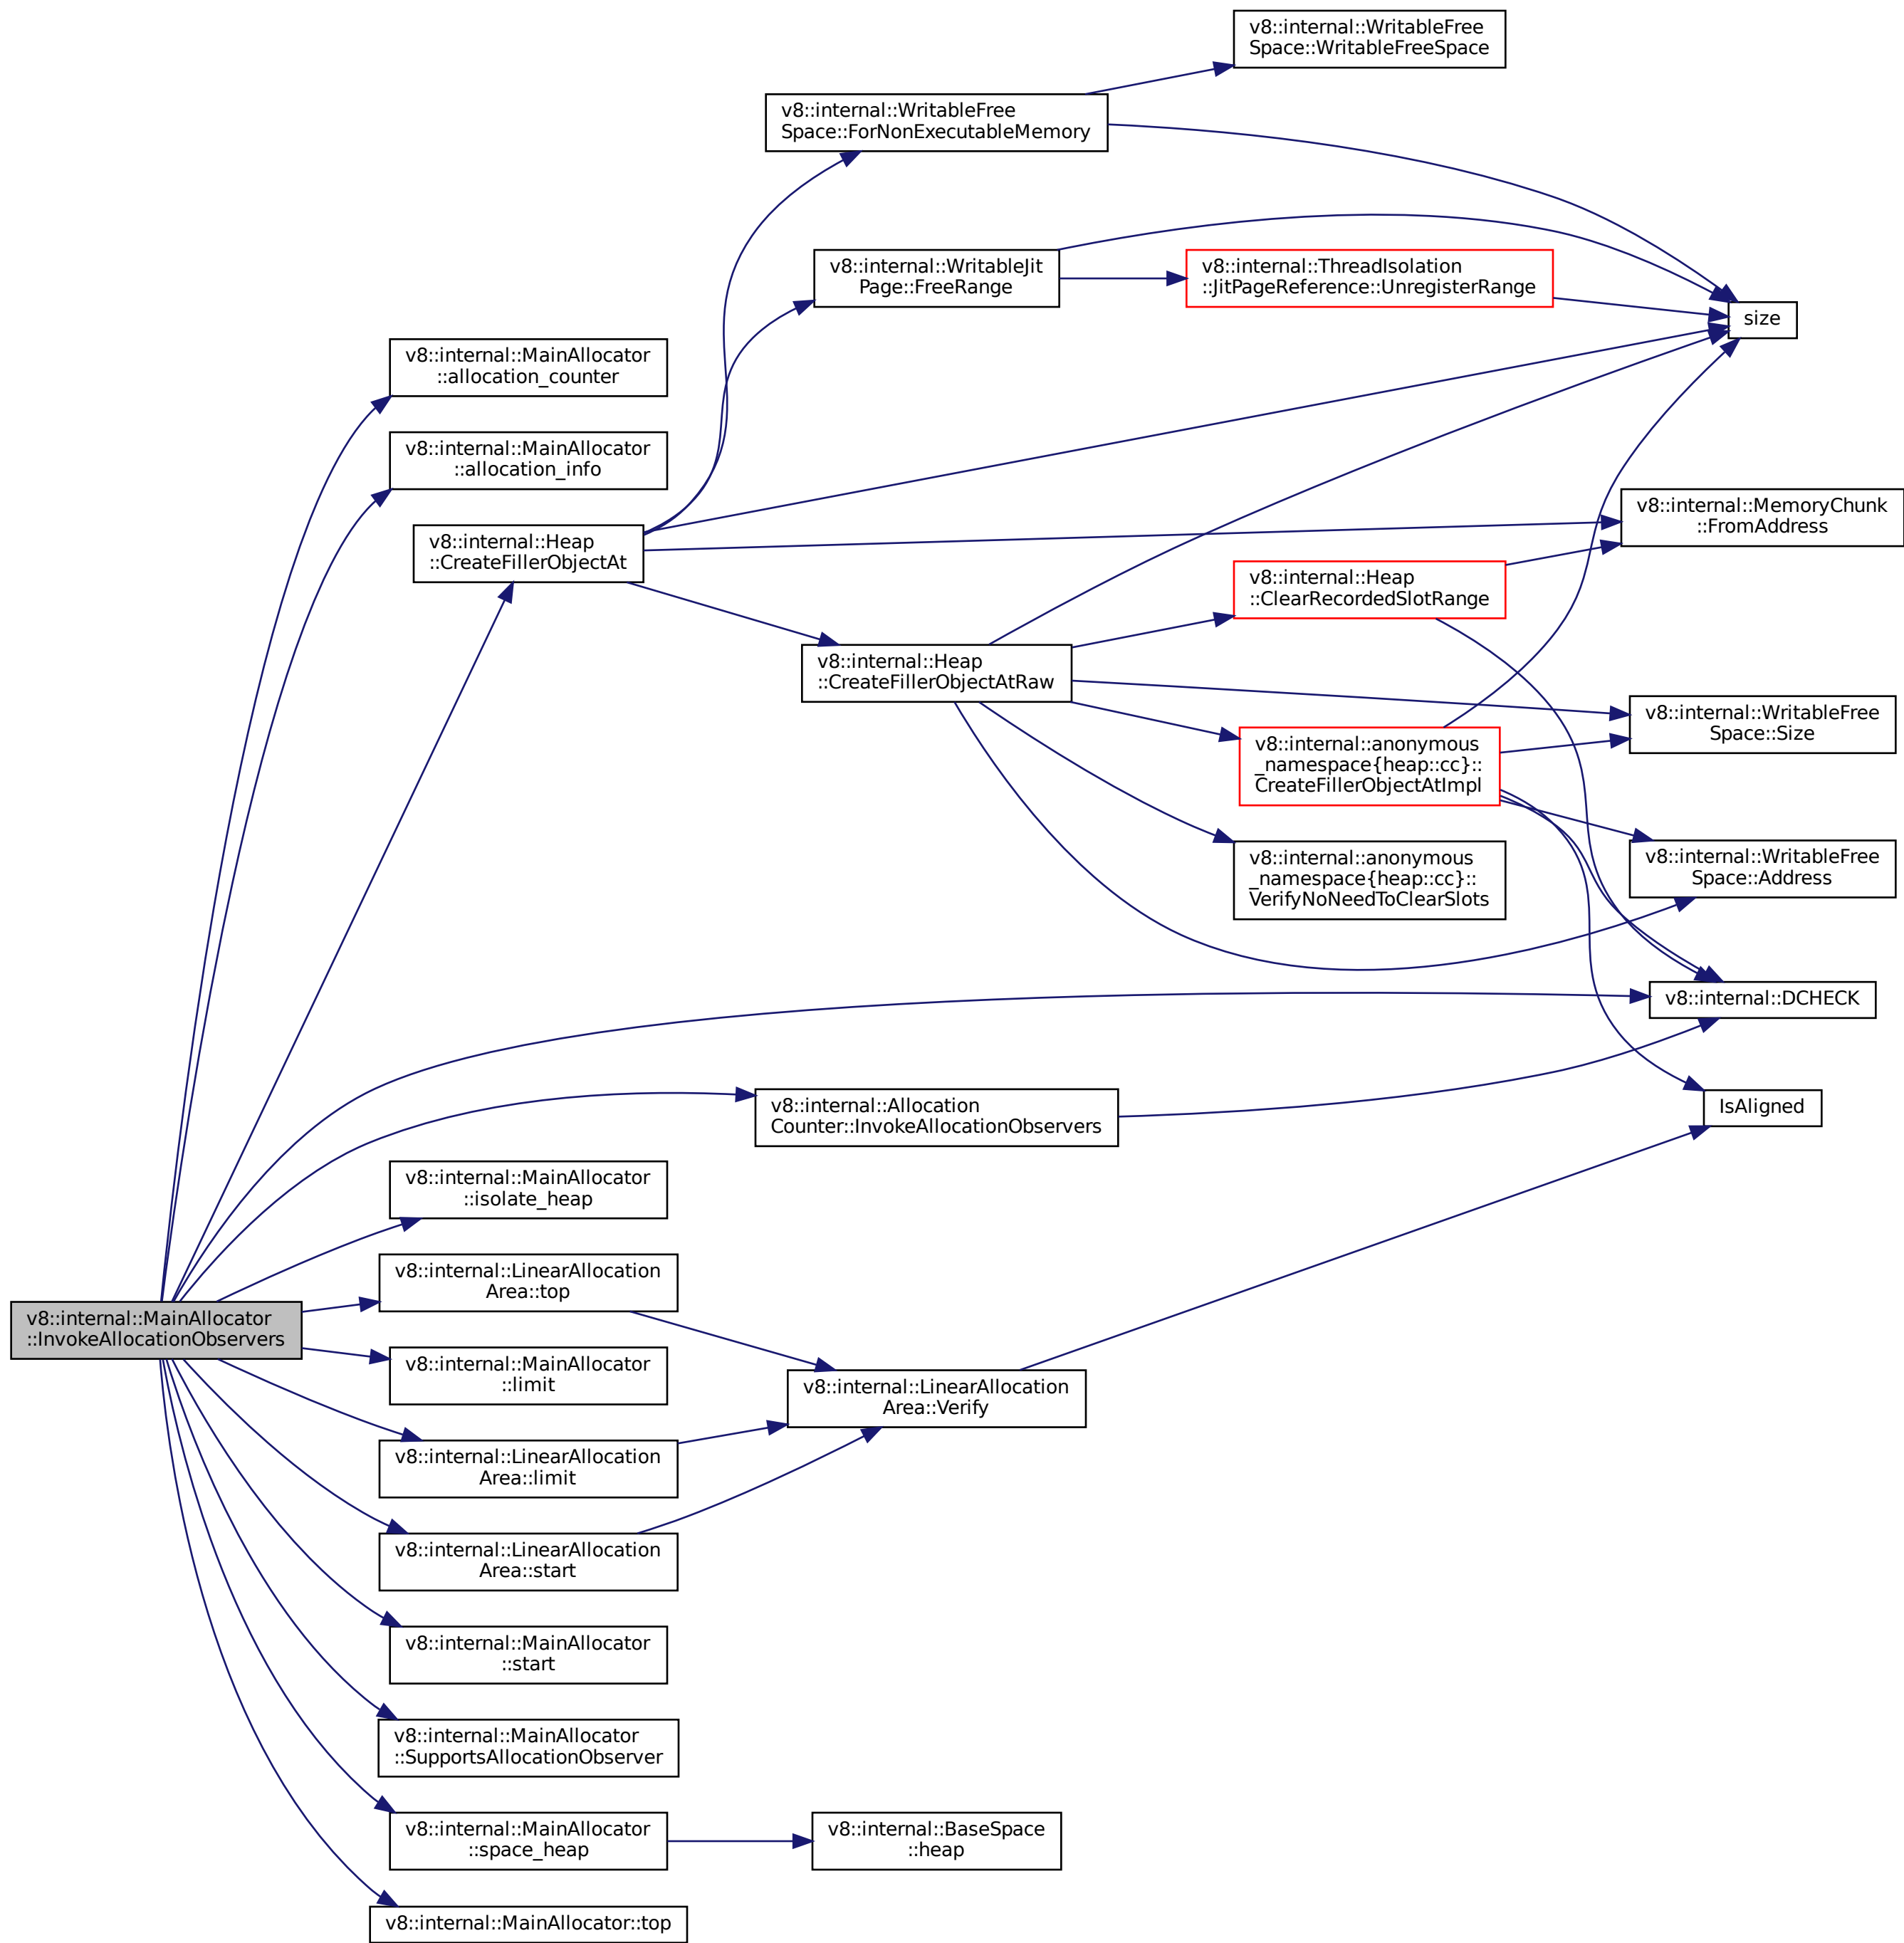 v8::internal::WritableFree
Space::WritableFreeSpace
v8::internal::WritableFree
Space::ForNonExecutableMemory
v8::internal::WritableJit
Page::FreeRange
v8::internal::ThreadIsolation
::JitPageReference::UnregisterRange
size
v8::internal::MainAllocator
::allocation_counter
v8::internal::MainAllocator
::allocation_info
v8::internal::MemoryChunk
::FromAddress
v8::internal::Heap
::CreateFillerObjectAt
v8::internal::Heap
::ClearRecordedSlotRange
v8::internal::Heap
::CreateFillerObjectAtRaw
v8::internal::WritableFree
Space::Size
v8::internal::anonymous
_namespace{heap::cc}::
CreateFillerObjectAtImpl
v8::internal::anonymous
_namespace{heap::cc}::
VerifyNoNeedToClearSlots
v8::internal::WritableFree
Space::Address
v8::internal::DCHECK
v8::internal::Allocation
Counter::InvokeAllocationObservers
IsAligned
v8::internal::MainAllocator
::isolate_heap
v8::internal::LinearAllocation
Area::top
v8::internal::MainAllocator
::InvokeAllocationObservers
v8::internal::MainAllocator
::limit
v8::internal::LinearAllocation
Area::Verify
v8::internal::LinearAllocation
Area::limit
v8::internal::LinearAllocation
Area::start
v8::internal::MainAllocator
::start
v8::internal::MainAllocator
::SupportsAllocationObserver
v8::internal::MainAllocator
::space_heap
v8::internal::BaseSpace
::heap
v8::internal::MainAllocator::top